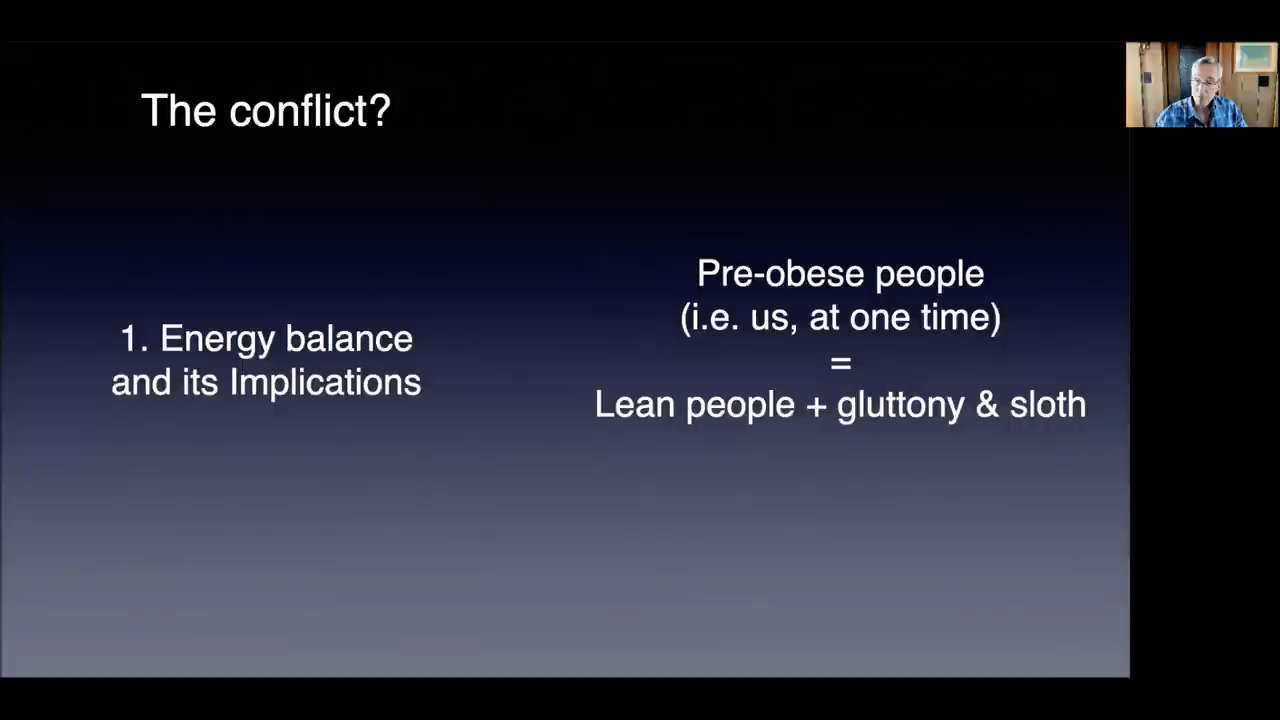 The conflict?
1. Energy balance
and its Implications
Pre-obese people
(i.e. us, at one time)
=
Lean people + gluttony & sloth